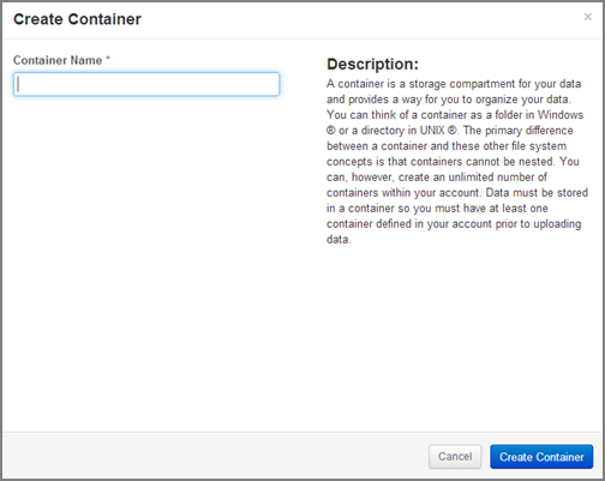 Create Container
×
Container Name *
Description:
A container is a storage compartment for your data
and provides a way for you to organize your data.
You can think of a container as a folder in Windows
® or a directory in UNIX ®. The primary difference
between a container and these other file system
concepts is that containers cannot be nested. You
can, however, create an unlimited number of
containers within your account. Data must be stored
in a container so you must have at least one
container defined in your account prior to uploading
data.
Cancel
Create Container